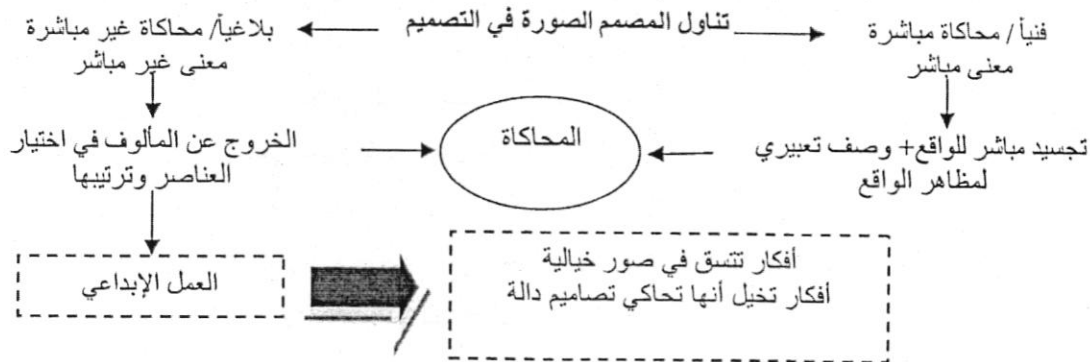 تناول المصمم الصورة في التصميم
فنياً / محاكاة مباشرة
معنى مباشر
بلاغياً/ محاكاة غير مباشرة
معنى غير مباشر
تجسيد مباشر للواقع+ وصف تعبيري
لمظاهر الواقع
المحاكاة
الخروج عن المألوف في اختيار
العناصر وترتيبها
العمل الإبداعي
أفكار تتسق في صور خيالية
أفكار تخيل أنها تحاكي تصاميم دالة